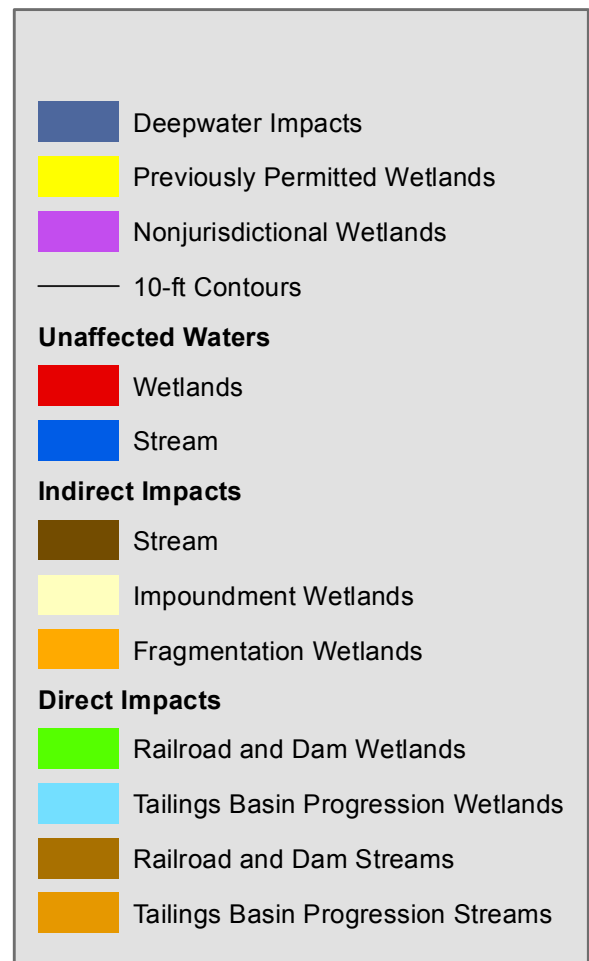 Deepwater Impacts
Previously Permitted Wetlands
Nonjurisdictional Wetlands
10-ft Contours
Unaffected Waters
Wetlands
Stream
Indirect Impacts
Stream
Impoundment Wetlands
Fragmentation Wetlands
Direct Impacts
Railroad and Dam Wetlands
Tailings Basin Progression Wetlands
Railroad and Dam Streams
Tailings Basin Progression Streams